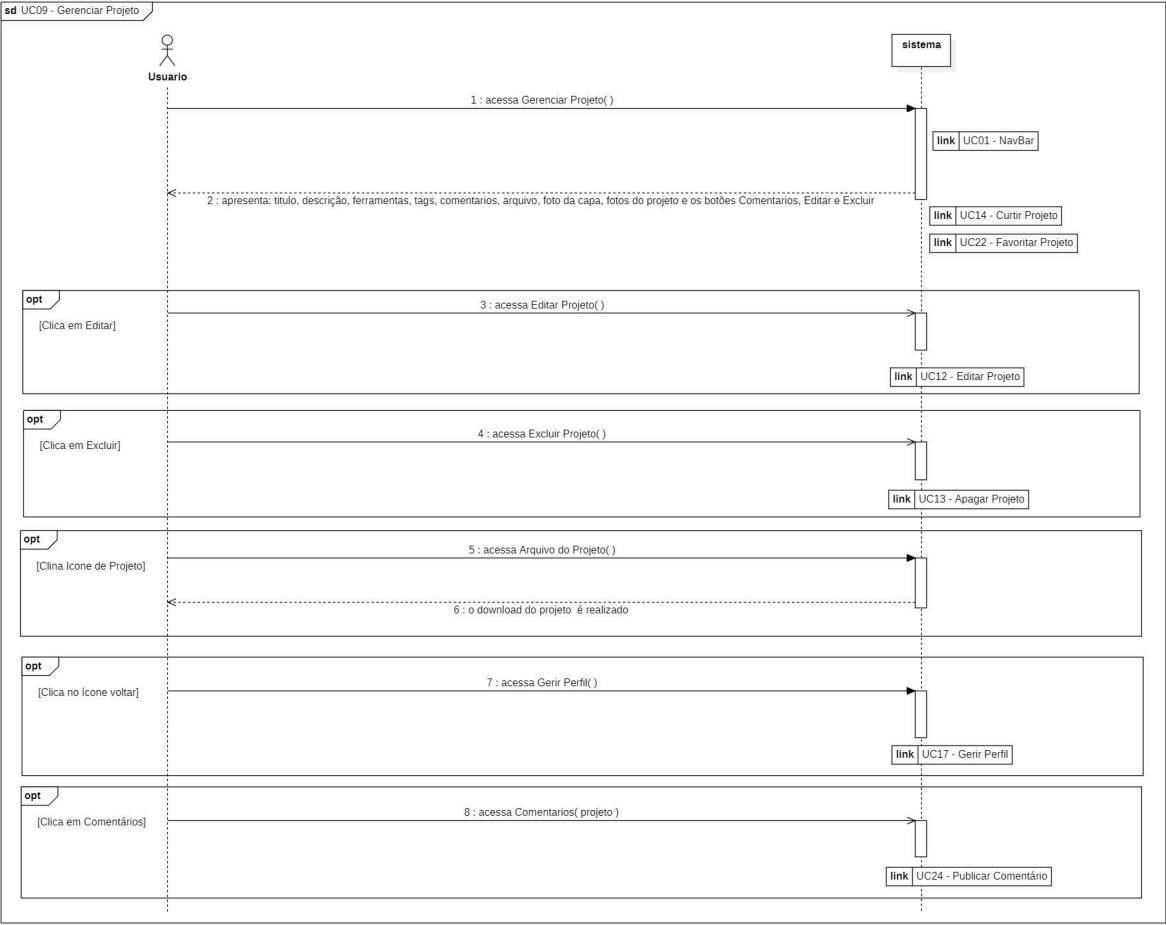 sd UC09 - Gerenciar Projeto
Usuario
sistema
1 : acessa Gerenciar Projeto( )
link UC01 - NavBar
2 : apresenta: titulo, descrição, ferramentas, tags, comentarios, arquivo, foto da capa, fotos do projeto e os botões Comentarios, Editar e Excluir
link UC14 - Curtir Projeto
link UC22 - Favoritar Projeto
opt
3 : acessa Editar Projeto( )
[Clica em Editar]
link UC12 - Editar Projeto
opt
4 : acessa Excluir Projeto( )
[Clica em Excluir]
link UC13 - Apagar Projeto
opt
5 : acessa Arquivo do Projeto( )
[Clina Icone de Projeto]
6 : o download do projeto  é realizado
opt
7 : acessa Gerir Perfil( )
[Clica no ícone voltar]
link UC17 - Gerir Perfil
opt
8 : acessa Comentarios( projeto )
[Clica em Comentários]
link UC24 - Publicar Comentário